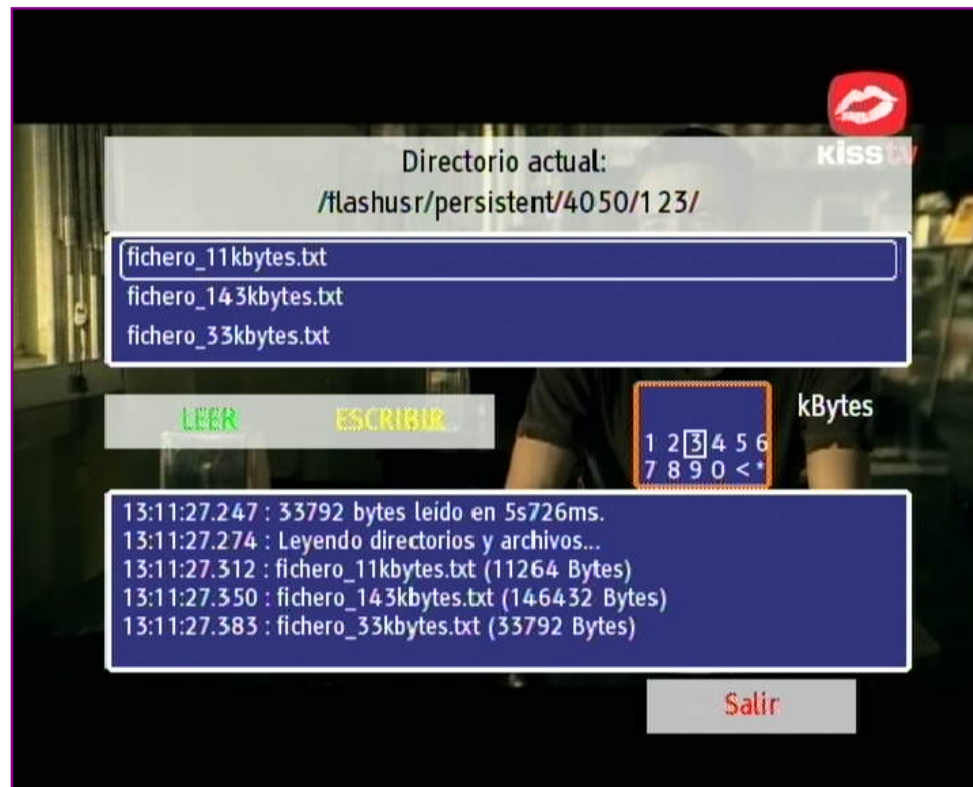 kiss tv
Directorio actual:
/flashusr/persistent/4050/123/
fichero_11kbytes.txt
fichero_143kbytes.txt
fichero_33kbytes.txt
LEER ESCRIBIR
kBytes
1 2 3 4 5 6
7 8 9 0 < *
13:11:27.247 : 33792 bytes leído en 5s726ms.
13:11:27.274 : Leyendo directorios y archivos...
13:11:27.312 : fichero_11kbytes.txt (11264 Bytes)
13:11:27.350 : fichero_143kbytes.txt (146432 Bytes)
13:11:27.383 : fichero_33kbytes.txt (33792 Bytes)
Salir